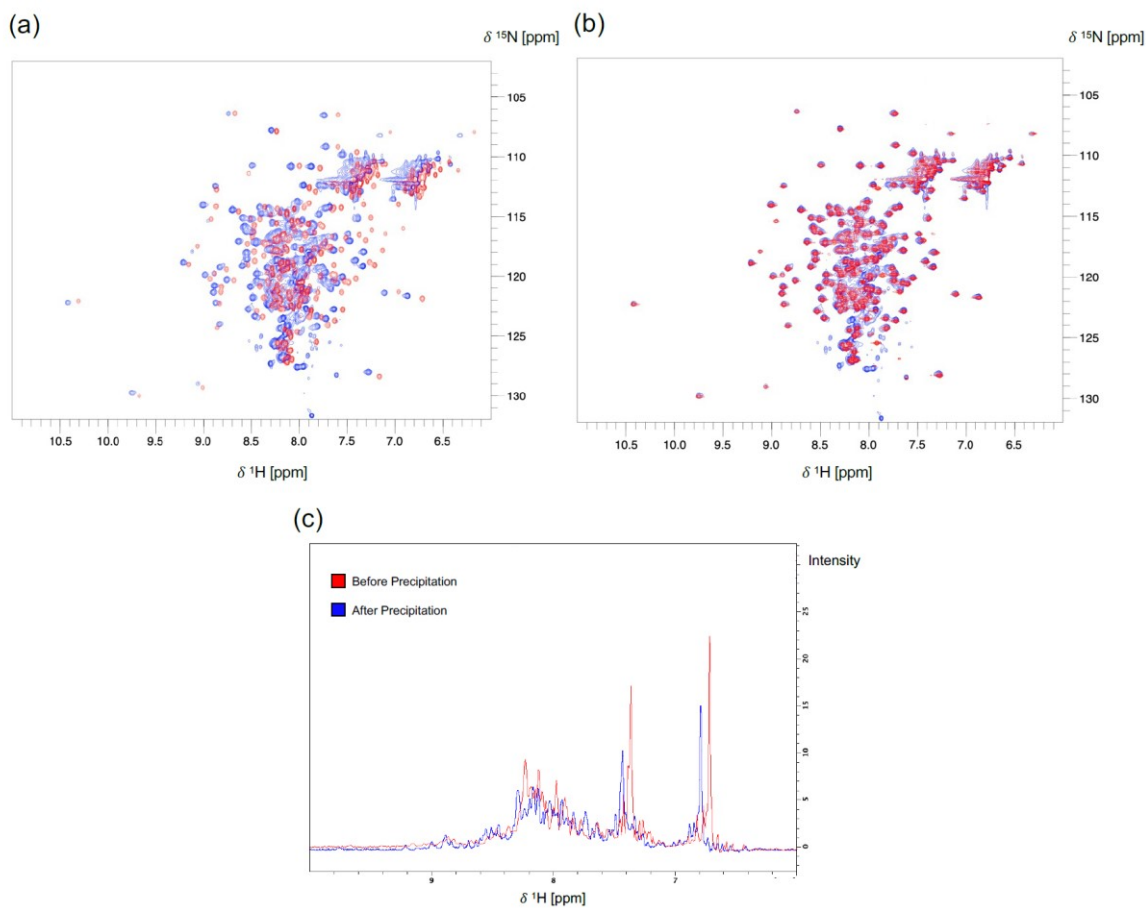 (a)
δ ¹⁵N [ppm]
105
110
115
120
125
130
10.5 10.0 9.5 9.0 8.5 8.0 7.5 7.0 6.5
δ ¹H [ppm]
(b)
δ ¹⁵N [ppm]
105
110
115
120
125
130
10.5 10.0 9.5 9.0 8.5 8.0 7.5 7.0 6.5
δ ¹H [ppm]
(c)
Before Precipitation
After Precipitation
Intensity
25
20
15
10
5
0
9 8 7
δ ¹H [ppm]